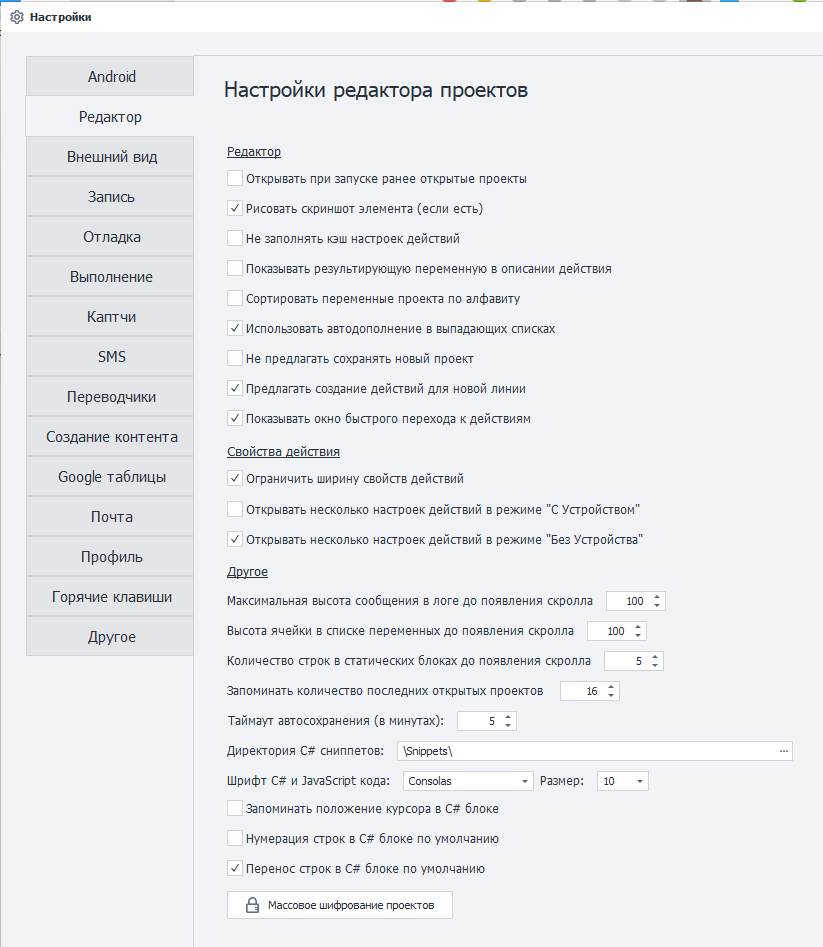 Настройки
Android
Редактор
Внешний вид
Запись
Отладка
Выполнение
Каптчи
SMS
Переводчики
Создание контента
Google таблицы
Почта
Профиль
Горячие клавиши
Другое
Настройки редактора проектов
Редактор
Открывать при запуске ранее открытые проекты
Рисовать скриншот элемента (если есть)
Не заполнять кэш настроек действий
Показывать результирующую переменную в описании действия
Сортировать переменные проекта по алфавиту
Использовать автодополнение в выпадающих списках
Не предлагать сохранять новый проект
Предлагать создание действий для новой линии
Показывать окно быстрого перехода к действиям
Свойства действия
Ограничить ширину свойств действий
Открывать несколько настроек действий в режиме "С Устройством"
Открывать несколько настроек действий в режиме "Без Устройства"
Другое
Максимальная высота сообщения в логе до появления скролла 100
Высота ячейки в списке переменных до появления скролла 100
Количество строк в статических блоках до появления скролла 5
Запоминать количество последних открытых проектов 16
Таймаут автосохранения (в минутах): 5
Директория C# сниппетов: \Snippets\ ...
Шрифт C# и JavaScript кода: Consolas Размер: 10
Запоминать положение курсора в C# блоке
Нумерация строк в C# блоке по умолчанию
Перенос строк в C# блоке по умолчанию
Массовое шифрование проектов